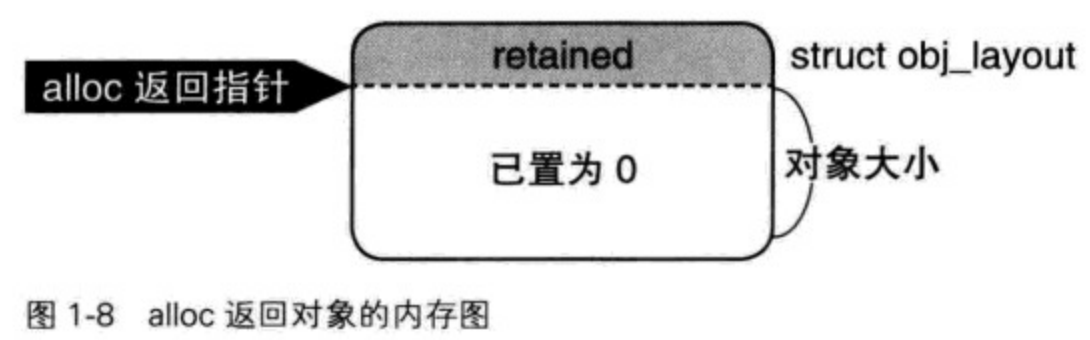 retained
struct obj_layout
alloc 返回指针
已置为 0
对象大小
图 1-8 alloc 返回对象的内存图